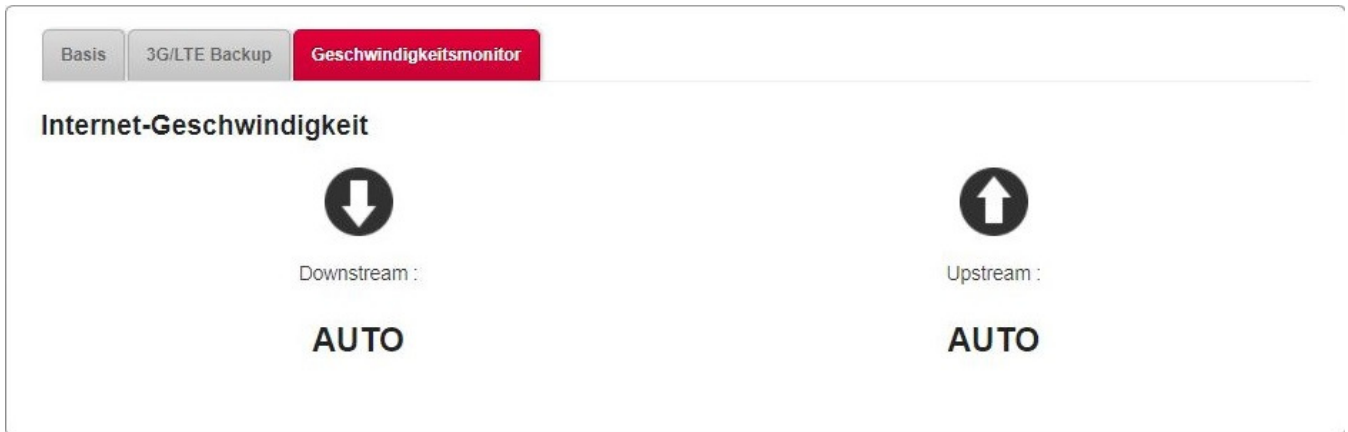 Basis 3G/LTE Backup Geschwindigkeitsmonitor
Internet-Geschwindigkeit
Downstream : Upstream :
AUTO AUTO